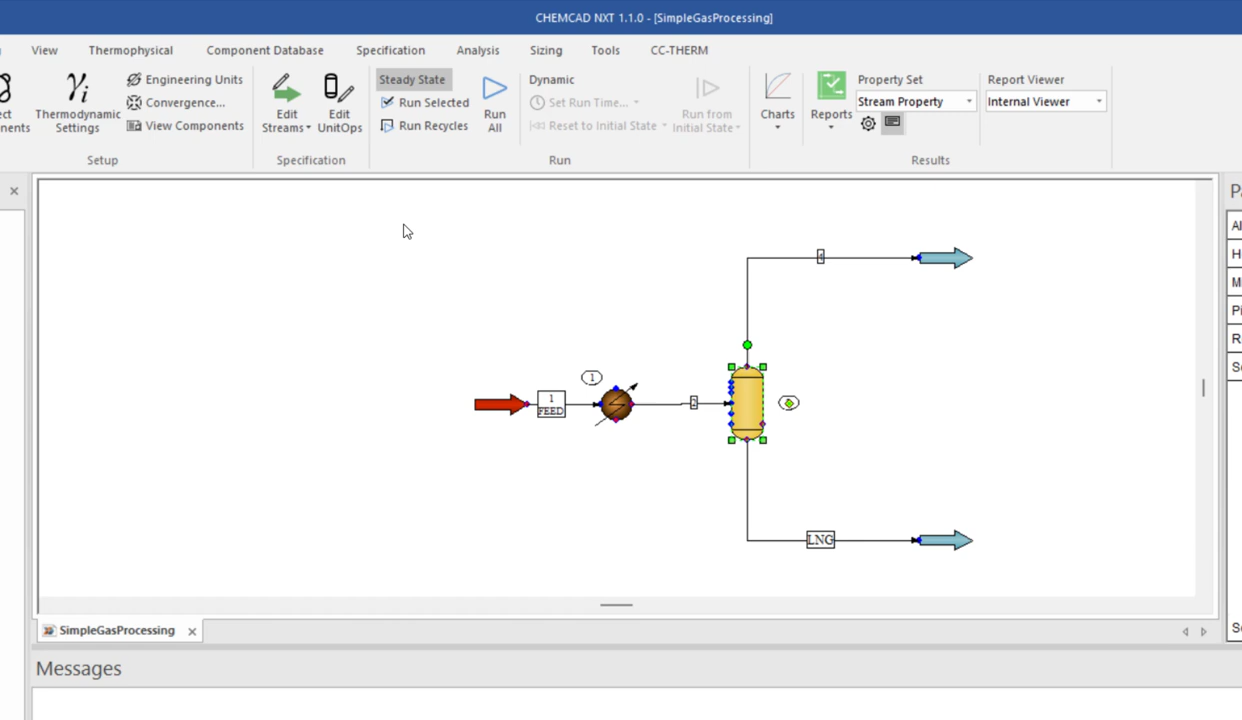 CHEMCAD NXT 1.1.0 - [SimpleGasProcessing]
View Thermophysical Component Database Specification Analysis Sizing Tools CC-THERM
Thermodynamic
Settings
Engineering Units
Convergence...
View Components
Setup
Edit
Streams
Edit
UnitOps
Specification
Steady State
Run Selected
Run Recycles
Run
All
Dynamic
Set Run Time...
Reset to Initial State
Run from
Initial State
Run
Charts
Reports
Property Set
Stream Property
Report Viewer
Internal Viewer
Results
1
FEED
1
2
LNG
SimpleGasProcessing
Messages